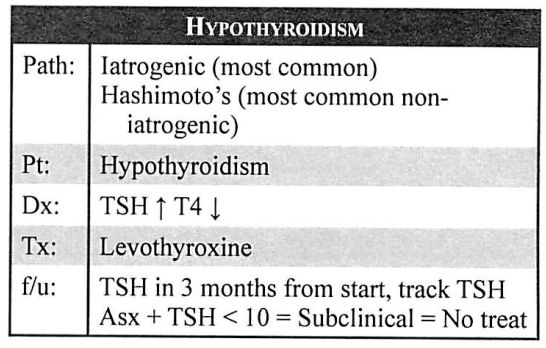 HYPOTHYROIDISM
Path: Iatrogenic (most common)
Hashimoto's (most common non-
iatrogenic)
Pt: Hypothyroidism
Dx: TSH ↑ T4 ↓
Tx: Levothyroxine
f/u: TSH in 3 months from start, track TSH
Asx + TSH < 10 = Subclinical = No treat